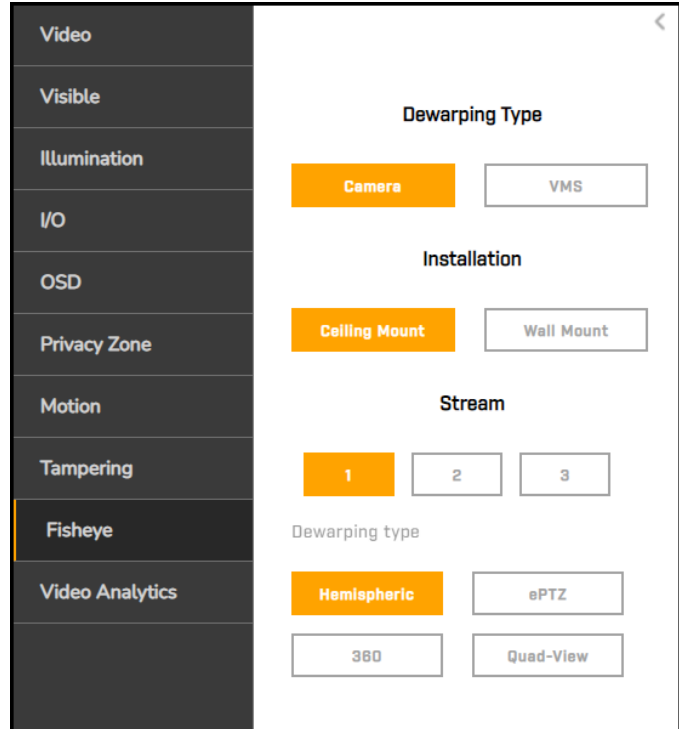 Video
Visible
Illumination
I/O
OSD
Privacy Zone
Motion
Tampering
Fisheye
Video Analytics
Dewarping Type
Camera VMS
Installation
Ceiling Mount Wall Mount
Stream
1 2 3
Dewarping type
Hemispheric ePTZ
360 Quad-View